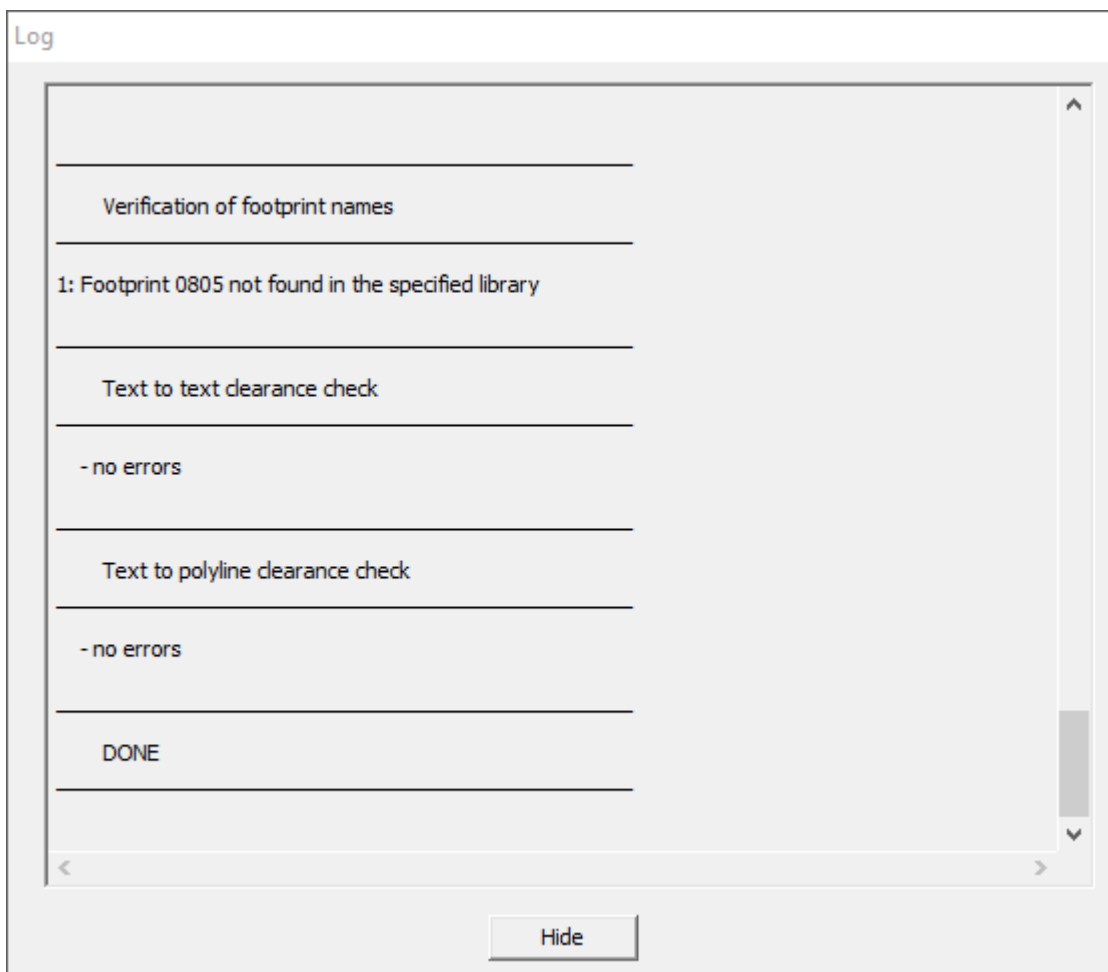 Log
Verification of footprint names
1: Footprint 0805 not found in the specified library
Text to text clearance check
- no errors
Text to polyline clearance check
- no errors
DONE
Hide